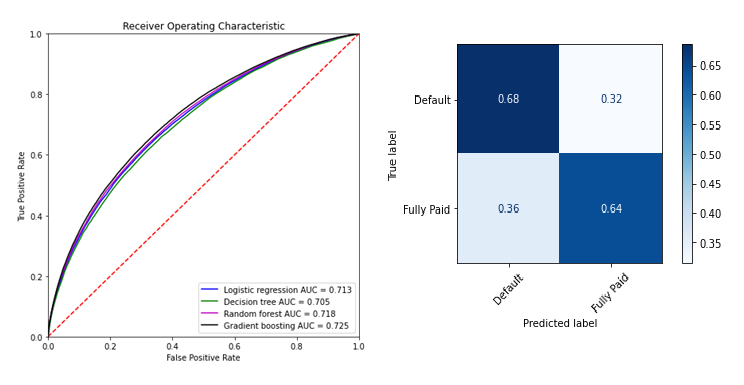 Receiver Operating Characteristic
1.0
0.8
0.6
0.4
0.2
0.0
True Positive Rate
0.0 0.2 0.4 0.6 0.8 1.0
False Positive Rate
Logistic regression AUC = 0.713
Decision tree AUC = 0.705
Random forest AUC = 0.718
Gradient boosting AUC = 0.725
True label
Default
Fully Paid
0.68 0.32
0.36 0.64
Default Fully Paid
Predicted label
0.65
0.60
0.55
0.50
0.45
0.40
0.35